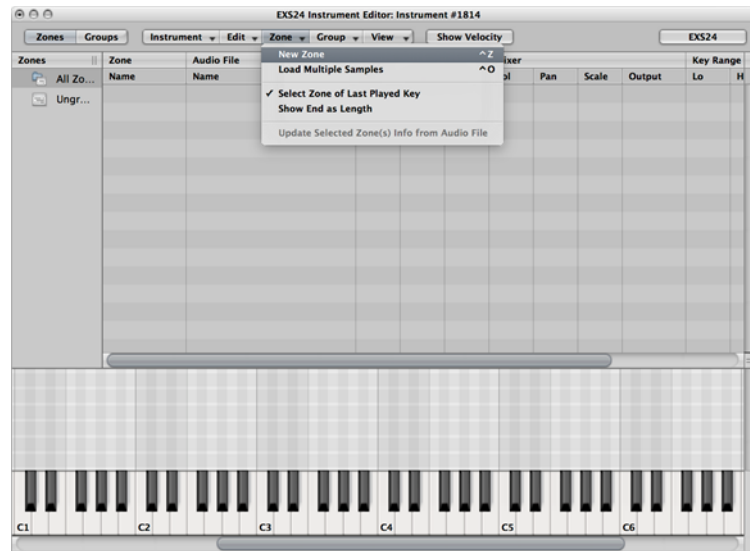 EXS24 Instrument Editor: Instrument #1814
Zones Groups Instrument Edit Zone Group View Show Velocity EXS24
Zones Zone Audio File ixer Key Range
Name Name ol Pan Scale Output Lo H
All Zo...
Ungr...
New Zone ^Z
Load Multiple Samples ^O
✓ Select Zone of Last Played Key
Show End as Length
Update Selected Zone(s) Info from Audio File
C1 C2 C3 C4 C5 C6